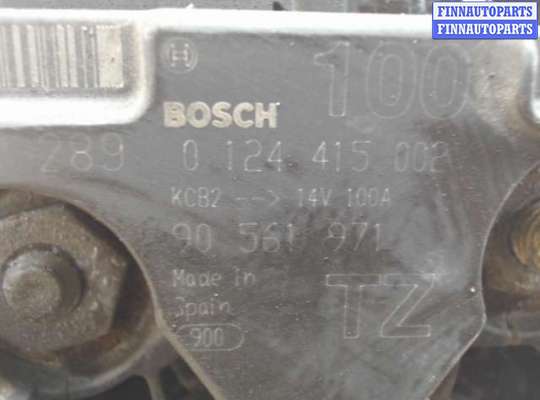 FINNAUTOPARTS
FINNAUTOPARTS
100
BOSCH
289 0 124 415 002
KCB2 --> 14V 100A
90 561 971
Made in
Spain
TZ
900